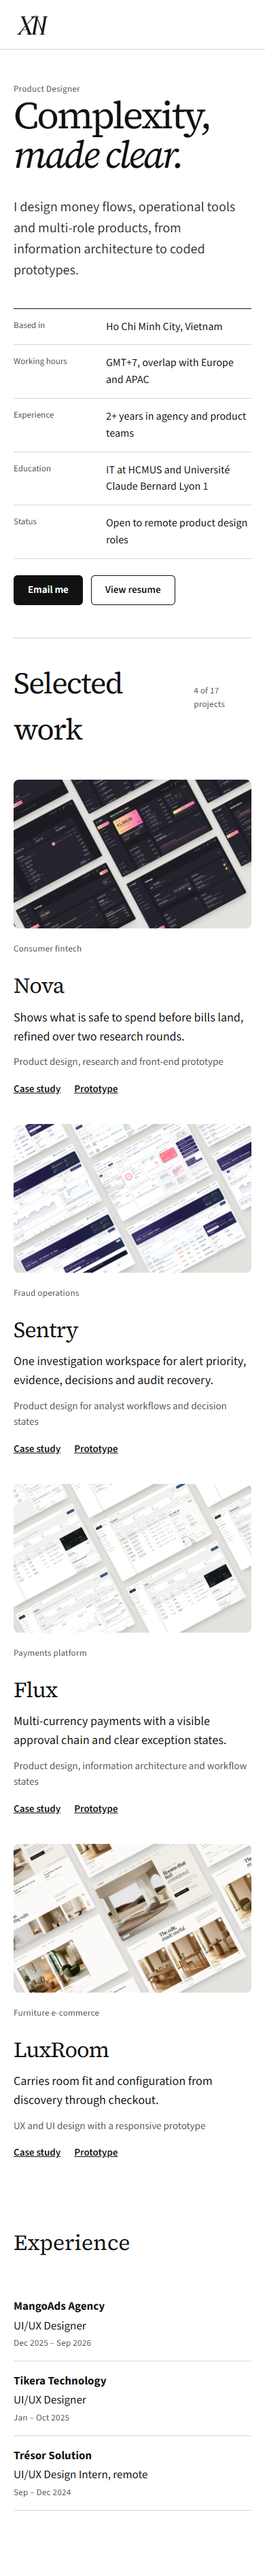 XN
Product Designer
Complexity,
made clear.
I design money flows, operational tools
and multi-role products, from
information architecture to coded
prototypes.
Based in
Ho Chi Minh City, Vietnam
Working hours
GMT+7, overlap with Europe
and APAC
Experience
2+ years in agency and product
teams
Education
IT at HCMUS and Université
Claude Bernard Lyon 1
Status
Open to remote product design
roles
Email me
View resume
Selected
work
4 of 17
projects
Consumer fintech
Nova
Shows what is safe to spend before bills land,
refined over two research rounds.
Product design, research and front-end prototype
Case study
Prototype
Fraud operations
Sentry
One investigation workspace for alert priority,
evidence, decisions and audit recovery.
Product design for analyst workflows and decision
states
Case study
Prototype
Payments platform
Flux
Multi-currency payments with a visible
approval chain and clear exception states.
Product design, information architecture and workflow
states
Case study
Prototype
Furniture e-commerce
LuxRoom
Carries room fit and configuration from
discovery through checkout.
UX and UI design with a responsive prototype
Case study
Prototype
Experience
MangoAds Agency
UI/UX Designer
Dec 2025 – Sep 2026
Tikera Technology
UI/UX Designer
Jan – Oct 2025
Trésor Solution
UI/UX Design Intern, remote
Sep – Dec 2024